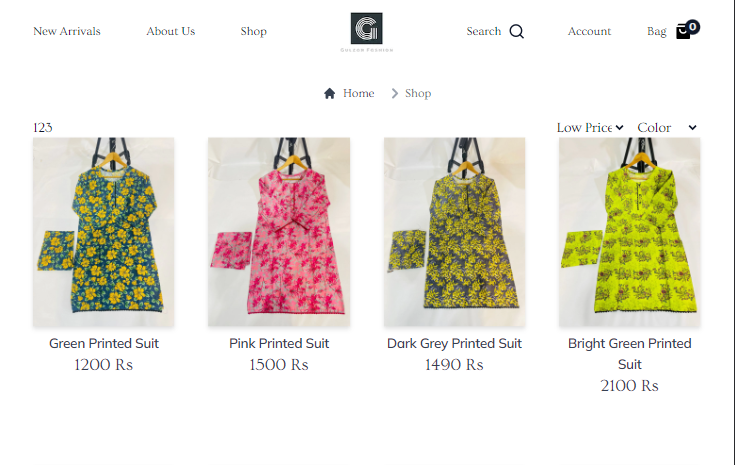 New Arrivals About Us Shop G Search Account Bag 0
GULZAR FASHION
Home Shop
123 Low Price Color
Green Printed Suit Pink Printed Suit Dark Grey Printed Suit Bright Green Printed Suit
1200 Rs 1500 Rs 1490 Rs 2100 Rs